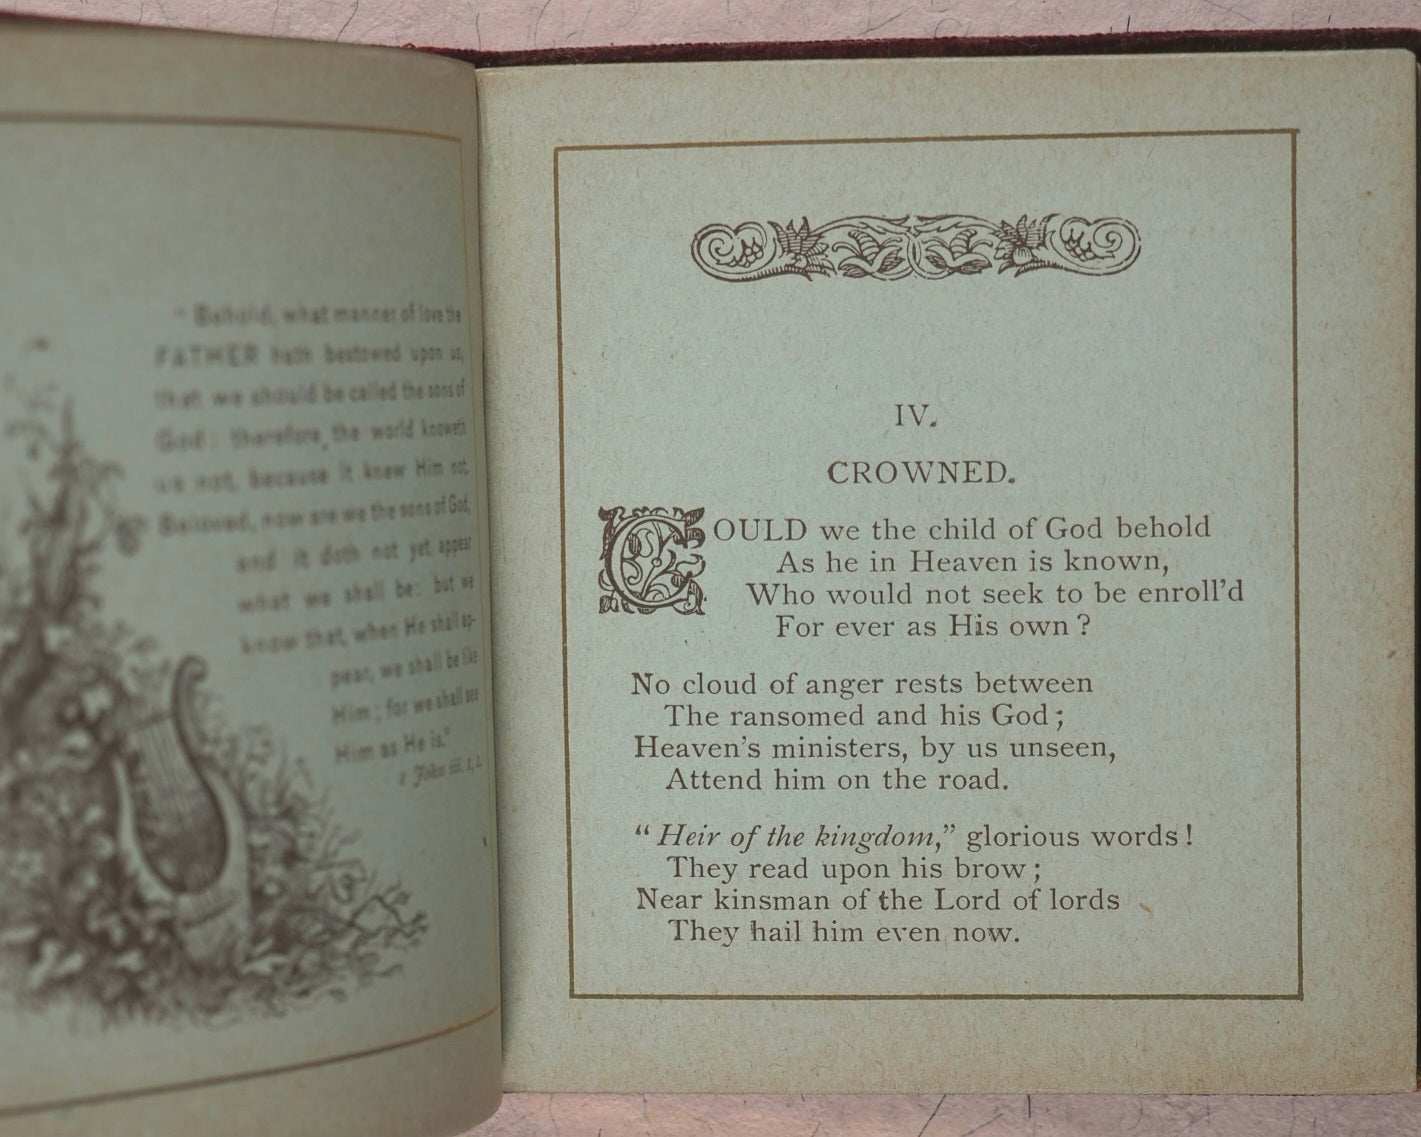 "Behold, what manner of love the
FATHER hath bestowed upon us,
that we should be called the sons of
God: therefore the world knoweth
us not, because it knew Him not.
Beloved, now are we the sons of God,
and it doth not yet appear
what we shall be: but we
know that, when He shall ap-
pear, we shall be like
Him; for we shall see
Him as He is."
1 John iii. 1, 2.
IV.
CROWNED.
COULD we the child of God behold
As he in Heaven is known,
Who would not seek to be enroll'd
For ever as His own?
No cloud of anger rests between
The ransomed and his God;
Heaven's ministers, by us unseen,
Attend him on the road.
"Heir of the kingdom," glorious words!
They read upon his brow;
Near kinsman of the Lord of lords
They hail him even now.